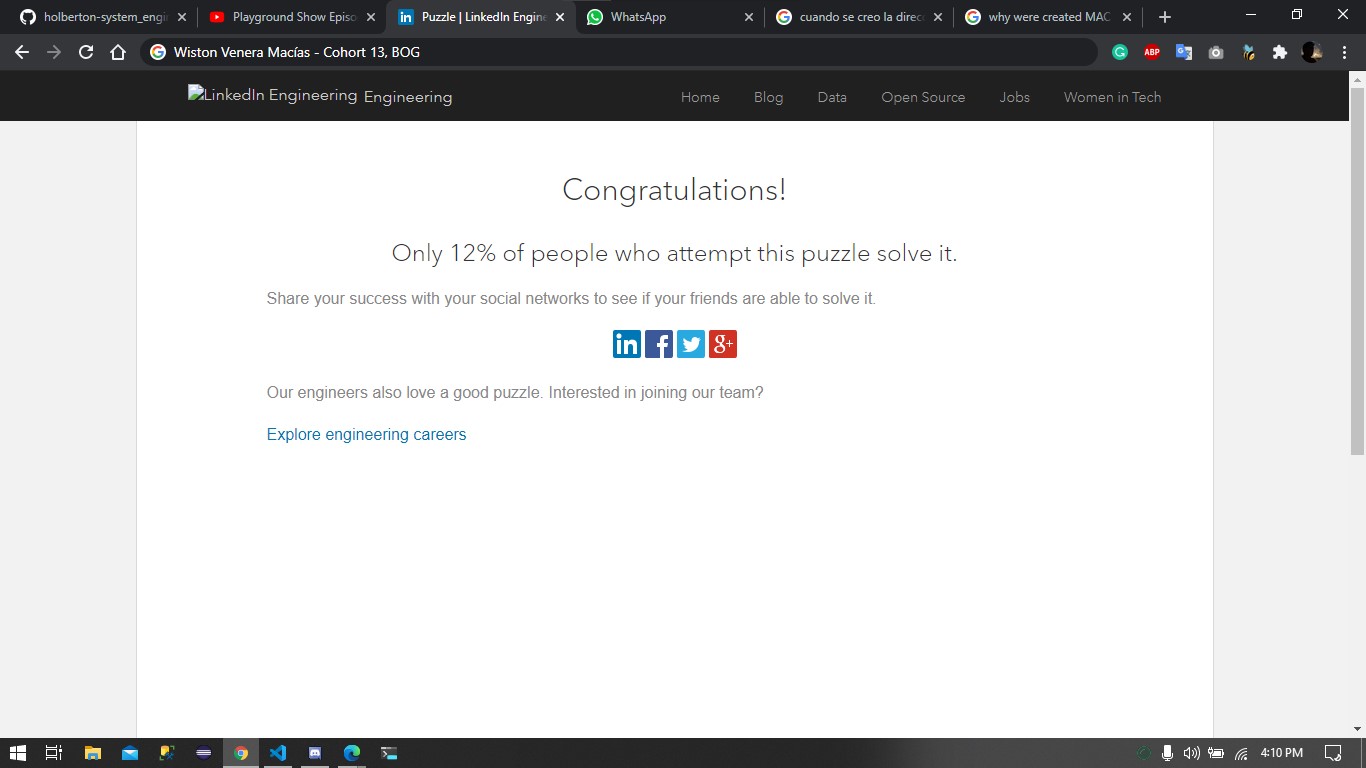 holberton-system_engi
Playground Show Episo
Puzzle | LinkedIn Engine
WhatsApp
cuando se creo la direc
why were created MAC
Wiston Venera Macías - Cohort 13, BOG
ABP
LinkedIn Engineering Engineering
Home Blog Data Open Source Jobs Women in Tech
Congratulations!
Only 12% of people who attempt this puzzle solve it.
Share your success with your social networks to see if your friends are able to solve it.
in f g+
Our engineers also love a good puzzle. Interested in joining our team?
Explore engineering careers
4:10 PM